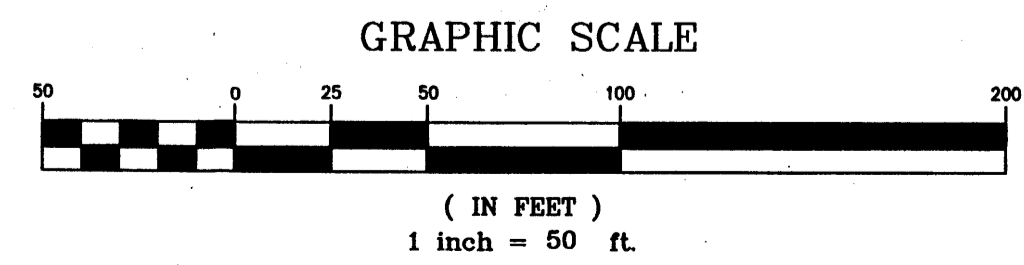 GRAPHIC SCALE
50 0 25 50 100 200
( IN FEET )
1 inch = 50 ft.